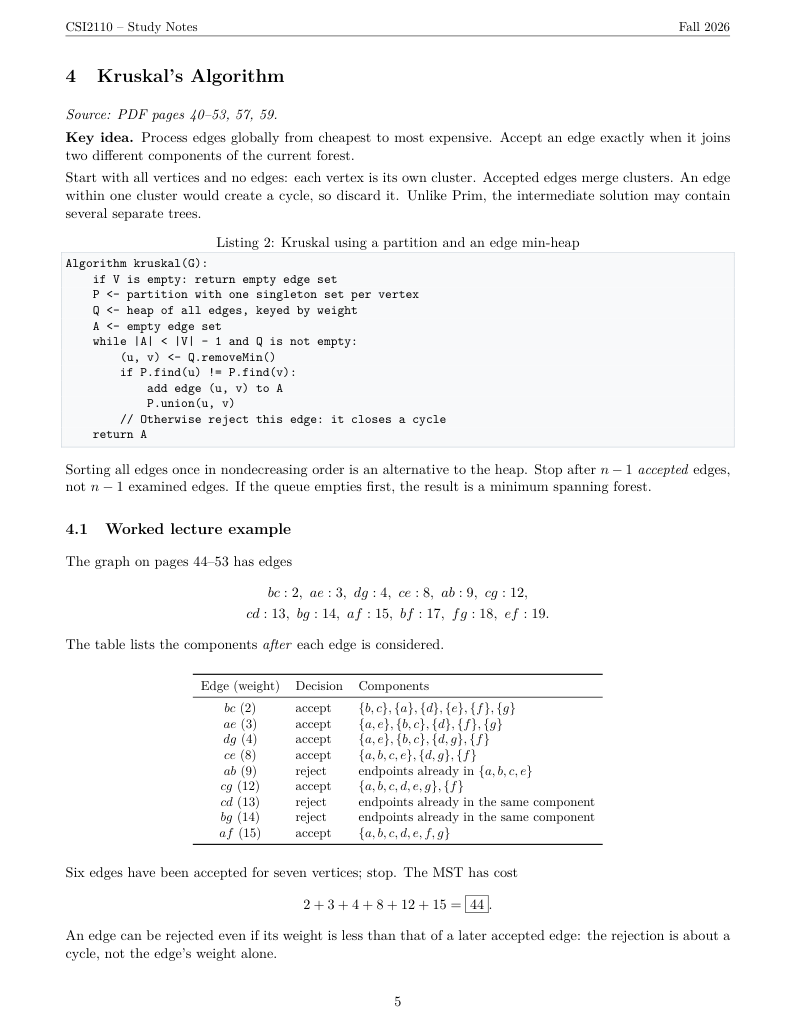 CSI2110 – Study Notes Fall 2026
4 Kruskal's Algorithm
Source: PDF pages 40–53, 57, 59.
Key idea. Process edges globally from cheapest to most expensive. Accept an edge exactly when it joins
two different components of the current forest.
Start with all vertices and no edges: each vertex is its own cluster. Accepted edges merge clusters. An edge
within one cluster would create a cycle, so discard it. Unlike Prim, the intermediate solution may contain
several separate trees.
Listing 2: Kruskal using a partition and an edge min-heap
Algorithm kruskal(G):
    if V is empty: return empty edge set
    P <- partition with one singleton set per vertex
    Q <- heap of all edges, keyed by weight
    A <- empty edge set
    while |A| < |V| - 1 and Q is not empty:
        (u, v) <- Q.removeMin()
        if P.find(u) != P.find(v):
            add edge (u, v) to A
            P.union(u, v)
        // Otherwise reject this edge: it closes a cycle
    return A
Sorting all edges once in nondecreasing order is an alternative to the heap. Stop after n − 1 accepted edges,
not n − 1 examined edges. If the queue empties first, the result is a minimum spanning forest.
4.1 Worked lecture example
The graph on pages 44–53 has edges
bc : 2, ae : 3, dg : 4, ce : 8, ab : 9, cg : 12,
cd : 13, bg : 14, af : 15, bf : 17, fg : 18, ef : 19.
The table lists the components after each edge is considered.
Edge (weight) Decision Components
bc (2) accept {b, c}, {a}, {d}, {e}, {f}, {g}
ae (3) accept {a, e}, {b, c}, {d}, {f}, {g}
dg (4) accept {a, e}, {b, c}, {d, g}, {f}
ce (8) accept {a, b, c, e}, {d, g}, {f}
ab (9) reject endpoints already in {a, b, c, e}
cg (12) accept {a, b, c, d, e, g}, {f}
cd (13) reject endpoints already in the same component
bg (14) reject endpoints already in the same component
af (15) accept {a, b, c, d, e, f, g}
Six edges have been accepted for seven vertices; stop. The MST has cost
2 + 3 + 4 + 8 + 12 + 15 = 44.
An edge can be rejected even if its weight is less than that of a later accepted edge: the rejection is about a
cycle, not the edge's weight alone.
5